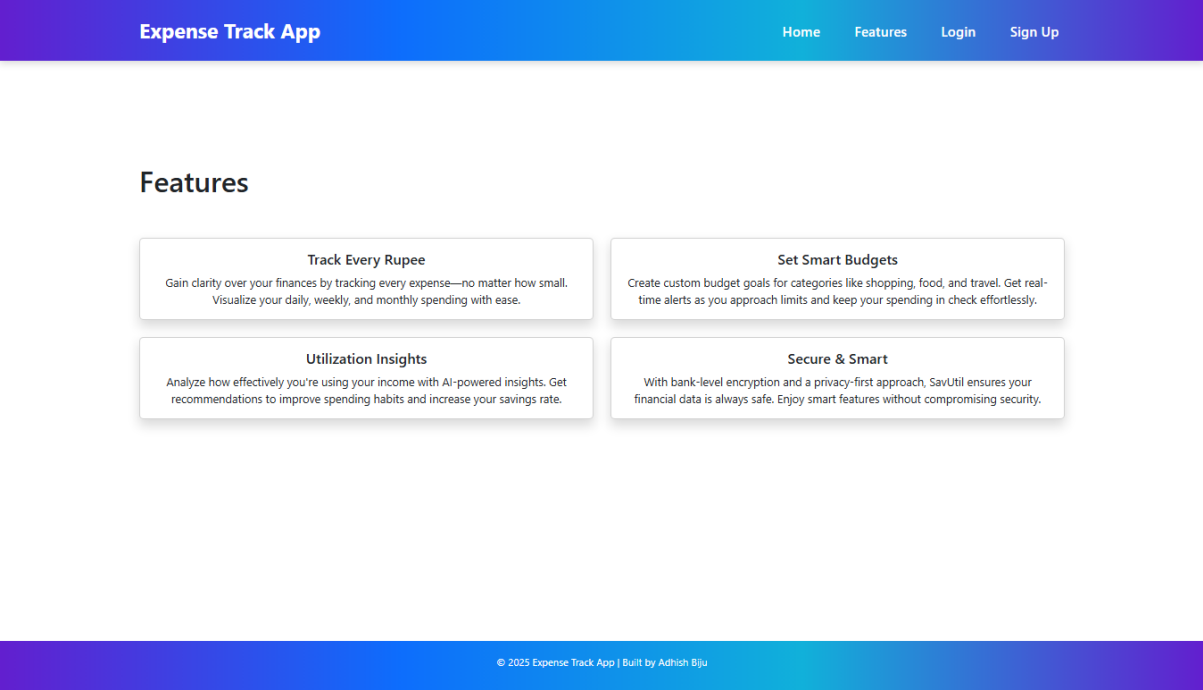 Expense Track App
Home Features Login Sign Up
Features
Track Every Rupee
Gain clarity over your finances by tracking every expense—no matter how small.
Visualize your daily, weekly, and monthly spending with ease.
Set Smart Budgets
Create custom budget goals for categories like shopping, food, and travel. Get real-
time alerts as you approach limits and keep your spending in check effortlessly.
Utilization Insights
Analyze how effectively you're using your income with AI-powered insights. Get
recommendations to improve spending habits and increase your savings rate.
Secure & Smart
With bank-level encryption and a privacy-first approach, SavUtil ensures your
financial data is always safe. Enjoy smart features without compromising security.
© 2025 Expense Track App | Built by Adhish Biju